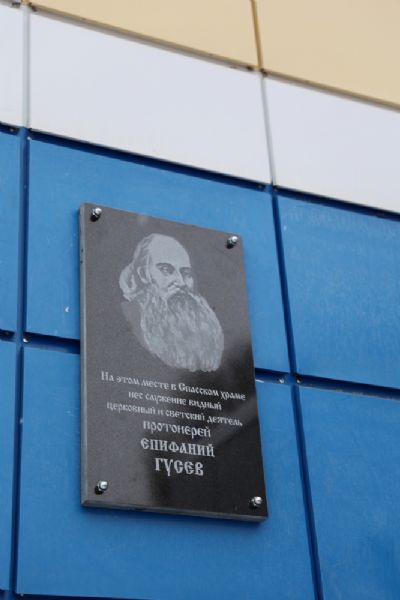 На этом месте в Спасском храме
нес служение видный
церковный и светский деятель
протоиерей
ЕПИФАНИЙ
ГУСЕВ